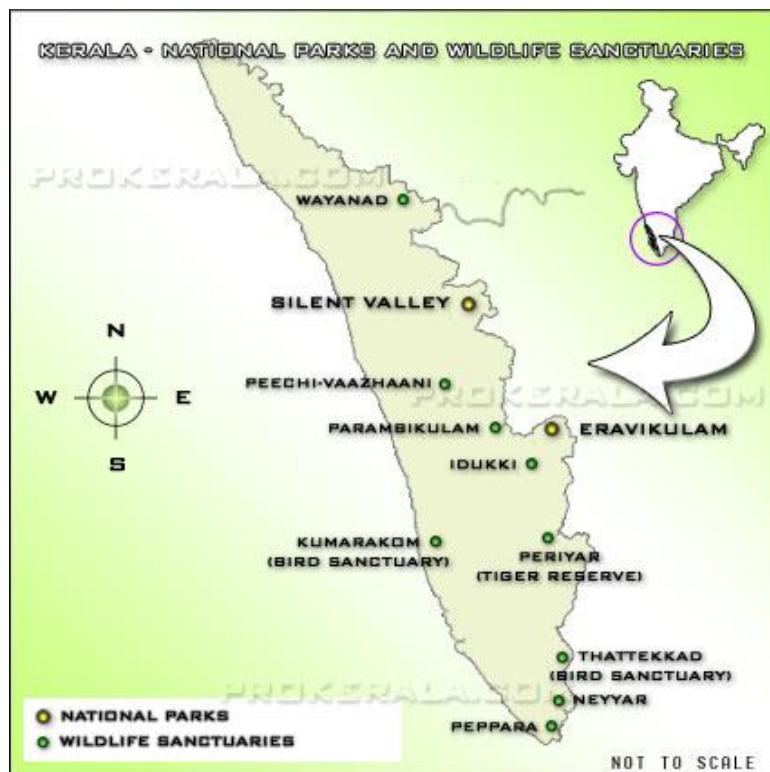 KERALA - NATIONAL PARKS AND WILDLIFE SANCTUARIES
PROKERALA.COM
WAYANAD
SILENT VALLEY
N
W E
S
PEECHI-VAAZHAANI
PROKERALA.COM
PARAMBIKULAM
ERAVIKULAM
IDUKKI
KUMARAKOM
(BIRD SANCTUARY)
PERIYAR
(TIGER RESERVE)
THATTEKKAD
(BIRD SANCTUARY)
PROKERALA.COM
NEYYAR
PEPPARA
NATIONAL PARKS
WILDLIFE SANCTUARIES
NOT TO SCALE